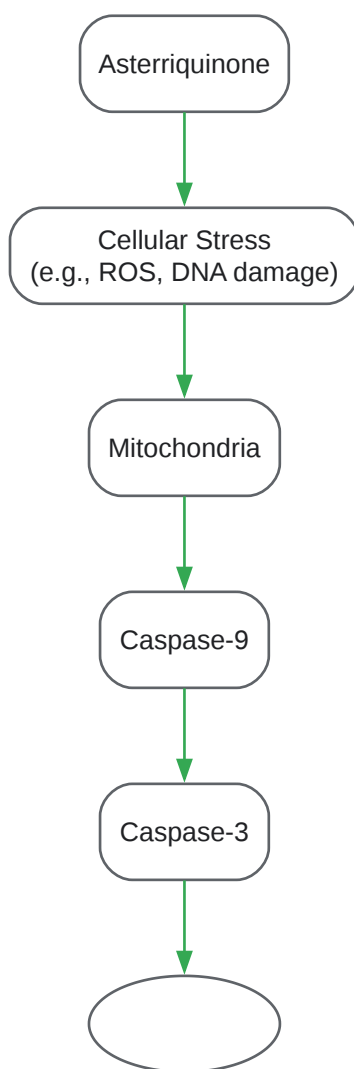 Asterriquinone
Cellular Stress
(e.g., ROS, DNA damage)
Mitochondria
Caspase-9
Caspase-3